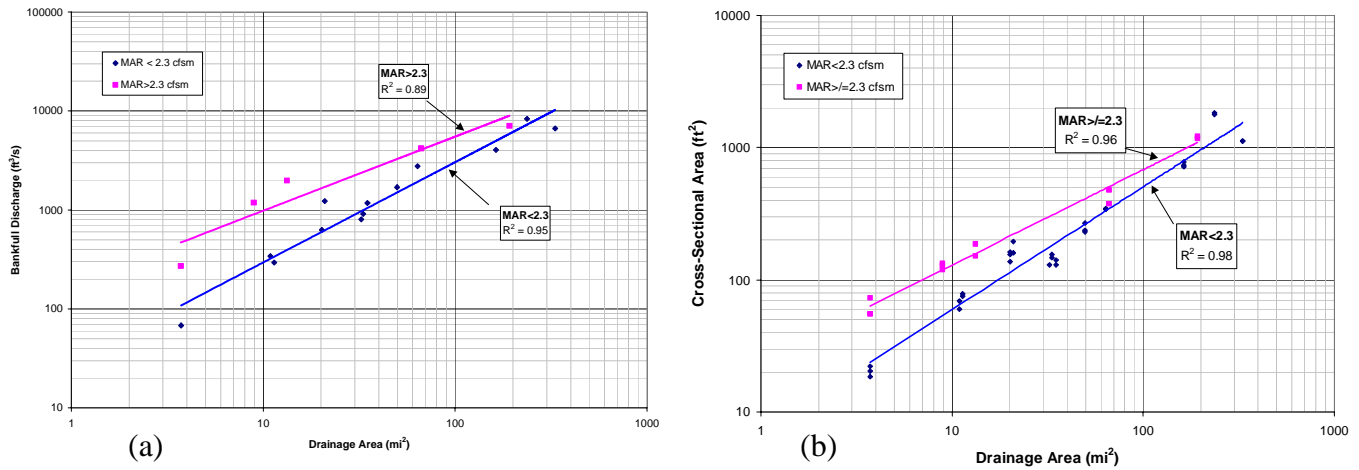 100000
10000
1000
100
10
Bankfull Discharge (ft³/s)
MAR < 2.3 cfsm
MAR>2.3 cfsm
MAR>2.3
R² = 0.89
MAR<2.3
R² = 0.95
1 10 100 1000
(a)
Drainage Area (mi²)
10000
1000
100
10
Cross-Sectional Area (ft²)
MAR<2.3 cfsm
MAR>/=2.3 cfsm
MAR>/=2.3
R² = 0.96
MAR<2.3
R² = 0.98
1 10 100 1000
(b)
Drainage Area (mi²)